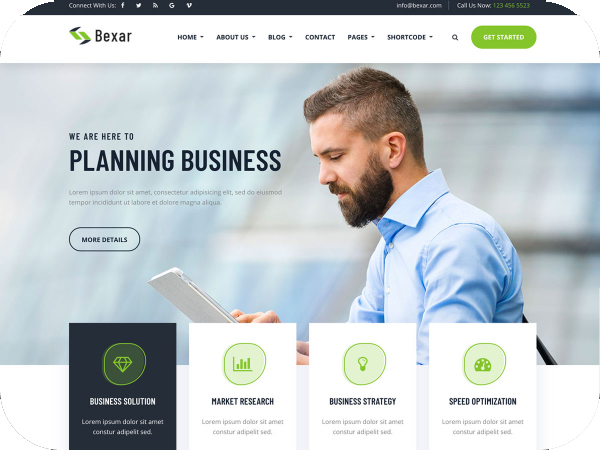 Connect With Us:
info@bexar.com
Call Us Now: 123 456 5523
Bexar
HOME ABOUT US BLOG CONTACT PAGES SHORTCODE
GET STARTED
WE ARE HERE TO
PLANNING BUSINESS
Lorem ipsum dolor sit amet, consectetur adipisicing elit, sed do eiusmod
tempor incididunt ut labore et dolore magna aliqua.
MORE DETAILS
BUSINESS SOLUTION
Lorem ipsum dolor sit amet
constur adipelit sed.
MARKET RESEARCH
Lorem ipsum dolor sit amet
constur adipelit sed.
BUSINESS STRATEGY
Lorem ipsum dolor sit amet
constur adipelit sed.
SPEED OPTIMIZATION
Lorem ipsum dolor sit amet
constur adipelit sed.